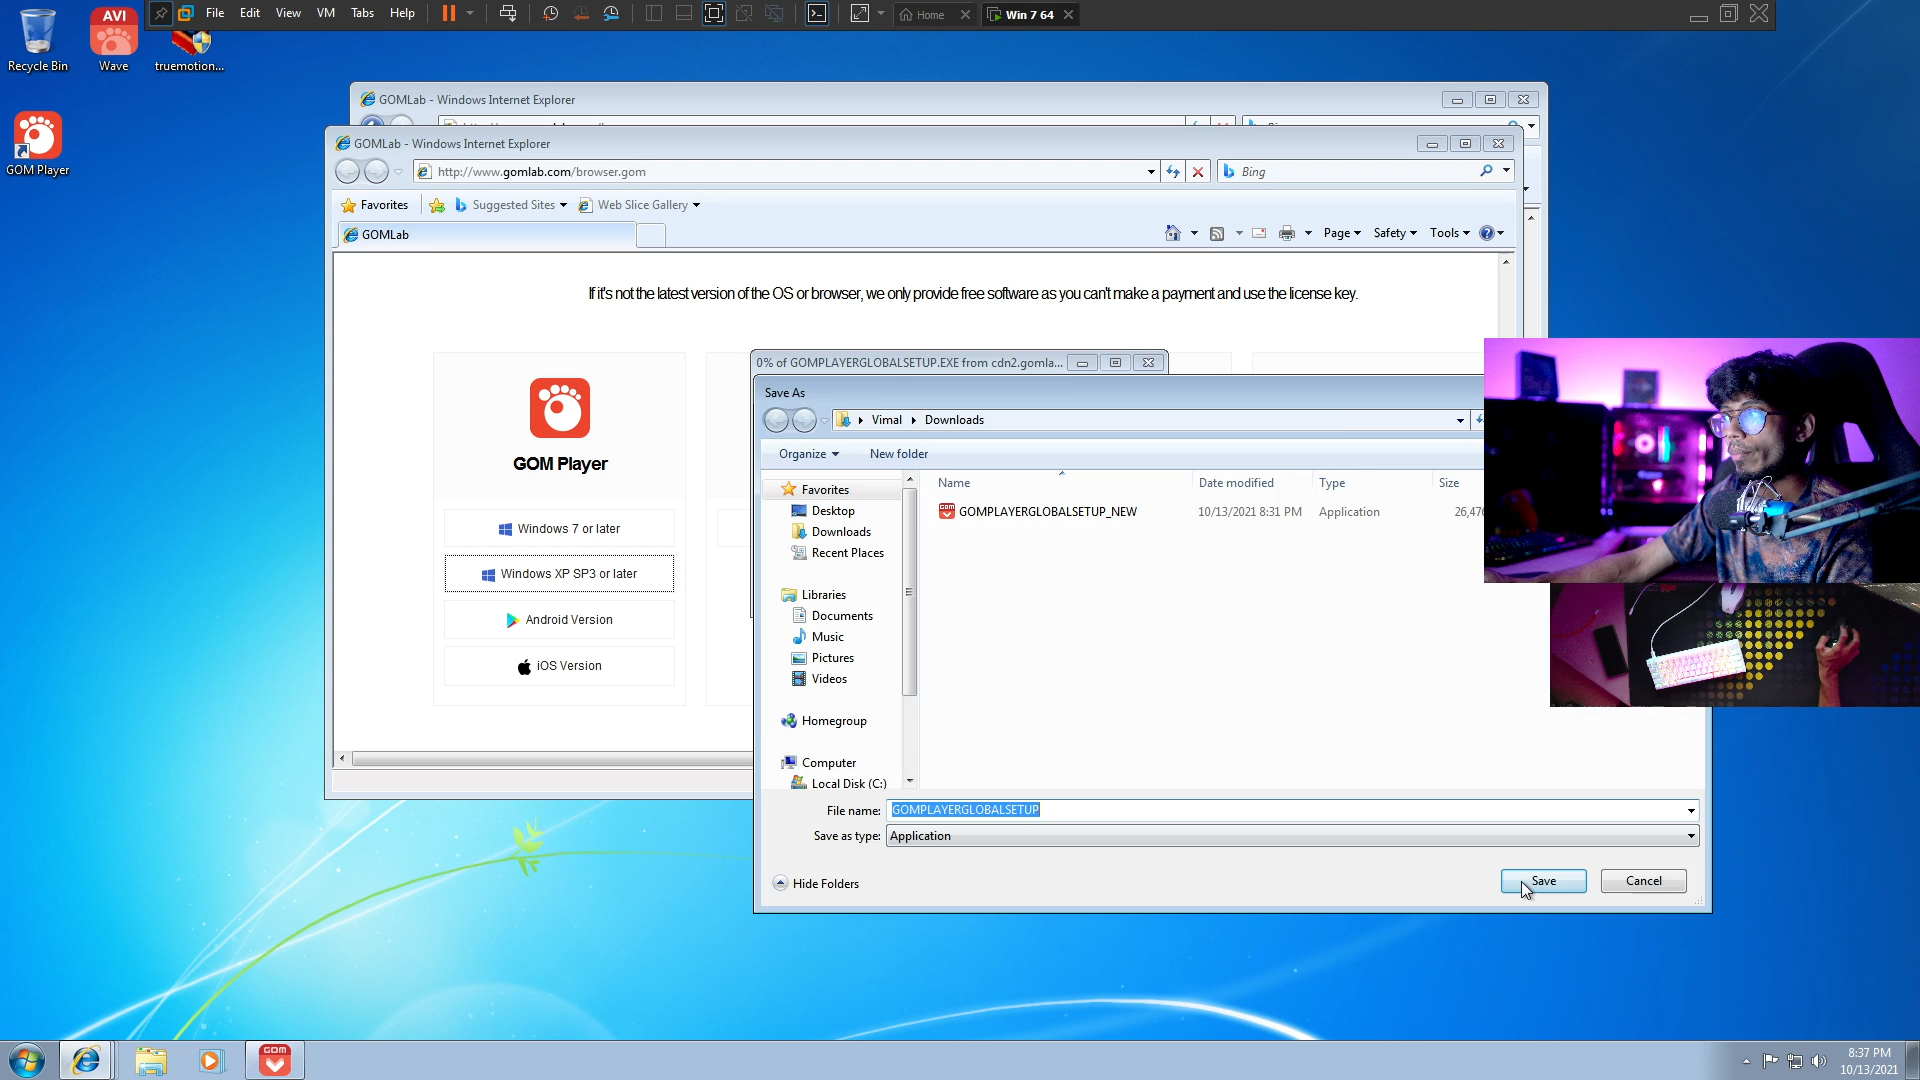 File Edit View VM Tabs Help
Home
Win 7 64
Recycle Bin
AVI
Wave
truemotion...
GOM Player
GOMLab - Windows Internet Explorer
GOMLab - Windows Internet Explorer
http://www.gomlab.com/browser.gom
Bing
Favorites
Suggested Sites
Web Slice Gallery
GOMLab
Page Safety Tools
If it's not the latest version of the OS or browser, we only provide free software as you can't make a payment and use the license key.
GOM Player
Windows 7 or later
Windows XP SP3 or later
Android Version
iOS Version
0% of GOMPLAYERGLOBALSETUP.EXE from cdn2.gomla...
Save As
Vimal Downloads
Organize New folder
Favorites
Desktop
Downloads
Recent Places
Libraries
Documents
Music
Pictures
Videos
Homegroup
Computer
Local Disk (C:)
Name Date modified Type Size
GOMPLAYERGLOBALSETUP_NEW 10/13/2021 8:31 PM Application 26,470
File name: GOMPLAYERGLOBALSETUP
Save as type: Application
Hide Folders
Save
Cancel
GOM
8:37 PM
10/13/2021